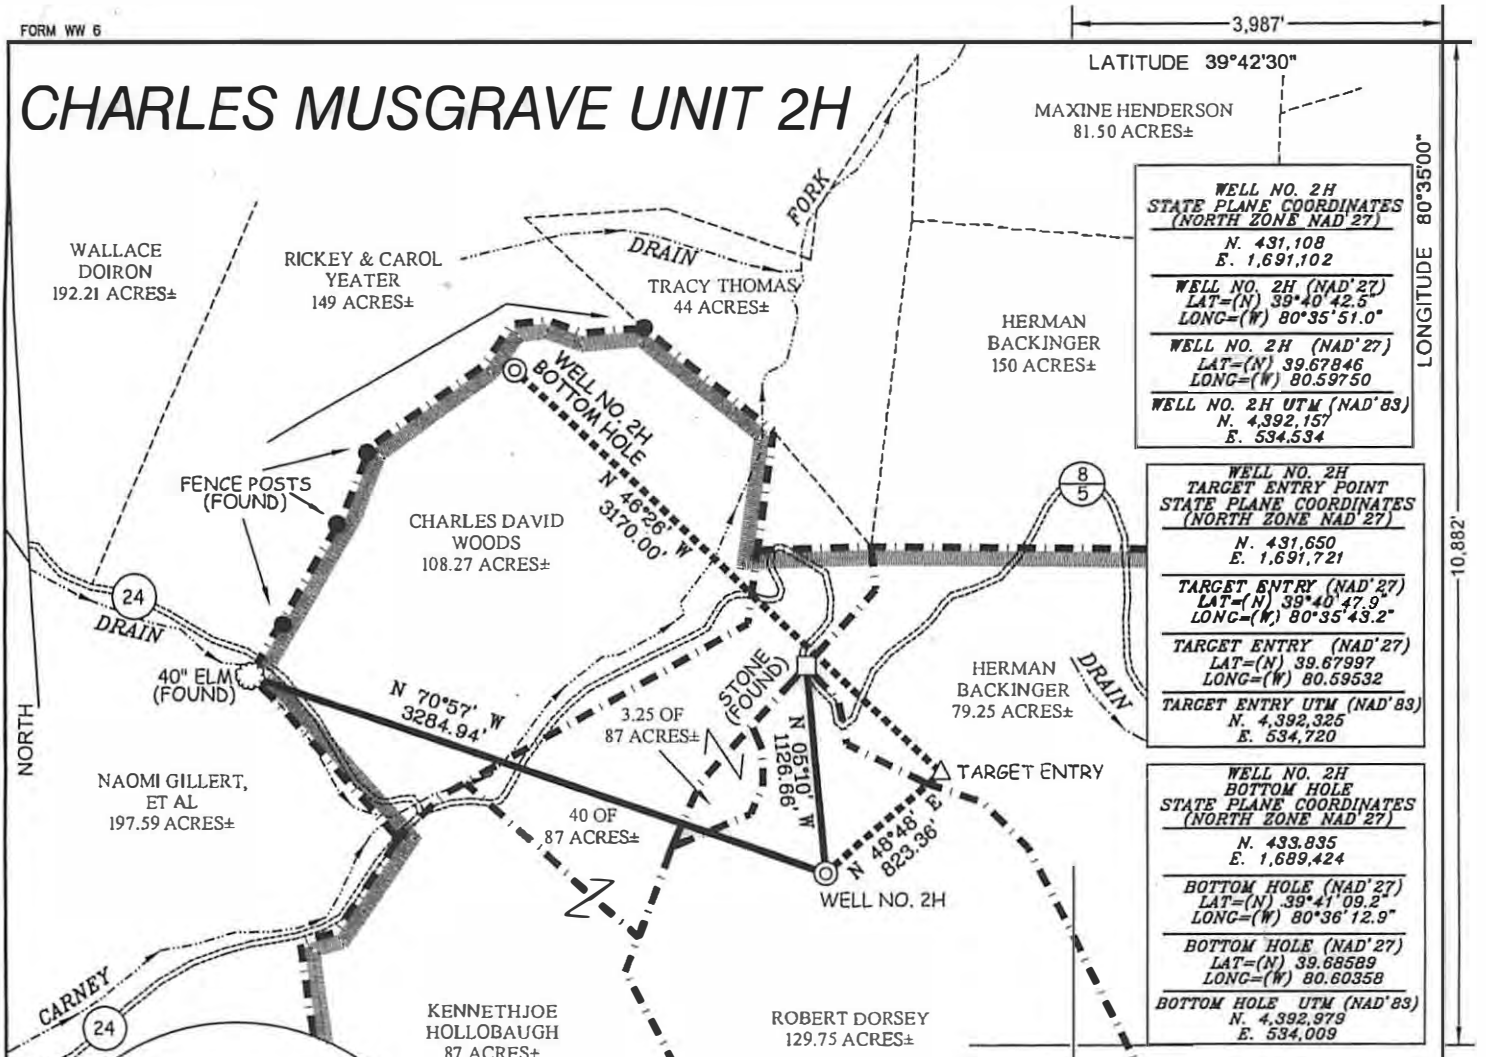 FORM WW 6
3,987'
CHARLES MUSGRAVE UNIT 2H
LATITUDE 39°42'30"
MAXINE HENDERSON
81.50 ACRES±
LONGITUDE 80°35'00"
10,882'
WALLACE
DOIRON
192.21 ACRES±
RICKEY & CAROL
YEATER
149 ACRES±
DRAIN
FORK
TRACY THOMAS
44 ACRES±
HERMAN
BACKINGER
150 ACRES±
WELL NO. 2H
BOTTOM HOLE
FENCE POSTS
(FOUND)
N 46°26' W
3170.00'
CHARLES DAVID
WOODS
108.27 ACRES±
8
5
24
DRAIN
40" ELM
(FOUND)
N 70°57' W
3284.94'
STONE
(FOUND)
3.25 OF
87 ACRES±
N 05°10' W
1126.66'
HERMAN
BACKINGER
79.25 ACRES±
DRAIN
NORTH
TARGET ENTRY
NAOMI GILLERT,
ET AL
197.59 ACRES±
40 OF
87 ACRES±
N 48°48' E
823.36'
WELL NO. 2H
Z
CARNEY
24
KENNETHJOE
HOLLOBAUGH
87 ACRES±
ROBERT DORSEY
129.75 ACRES±
WELL NO. 2H
STATE PLANE COORDINATES
(NORTH ZONE NAD'27)
N. 431,108
E. 1,691,102
WELL NO. 2H (NAD'27)
LAT=(N) 39°40'42.5"
LONG=(W) 80°35'51.0"
WELL NO. 2H (NAD'27)
LAT=(N) 39.67846
LONG=(W) 80.59750
WELL NO. 2H UTM (NAD'83)
N. 4,392,157
E. 534,534
WELL NO. 2H
TARGET ENTRY POINT
STATE PLANE COORDINATES
(NORTH ZONE NAD'27)
N. 431,650
E. 1,691,721
TARGET ENTRY (NAD'27)
LAT=(N) 39°40'47.9"
LONG=(W) 80°35'43.2"
TARGET ENTRY (NAD'27)
LAT=(N) 39.67997
LONG=(W) 80.59532
TARGET ENTRY UTM (NAD'83)
N. 4,392,325
E. 534,720
WELL NO. 2H
BOTTOM HOLE
STATE PLANE COORDINATES
(NORTH ZONE NAD'27)
N. 433.835
E. 1,689,424
BOTTOM HOLE (NAD'27)
LAT=(N) 39°41'09.2"
LONG=(W) 80°36'12.9"
BOTTOM HOLE (NAD'27)
LAT=(N) 39.68589
LONG=(W) 80.60358
BOTTOM HOLE UTM (NAD'83)
N. 4,392,979
E. 534,009